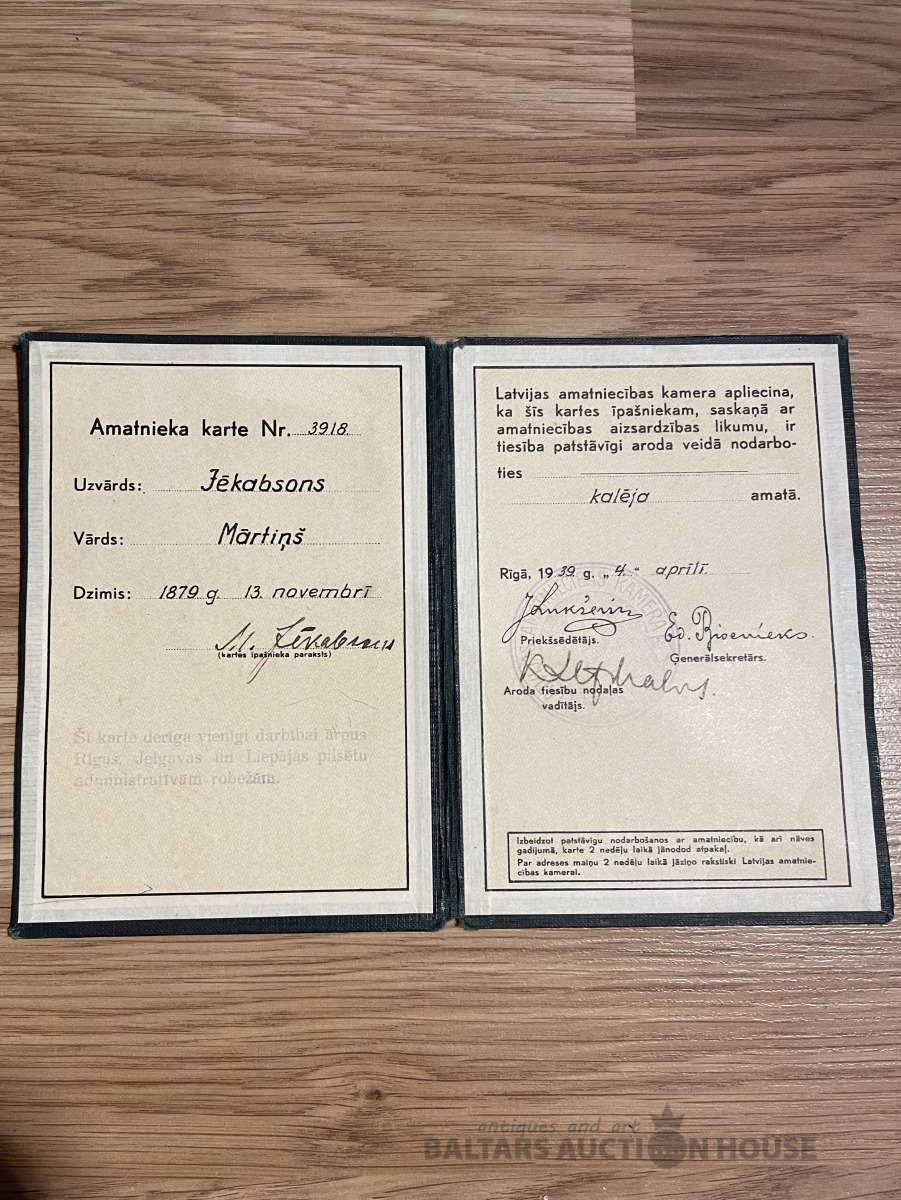 Amatnieka karte Nr. 3918
Uzvārds: Jēkabsons
Vārds: Mārtiņš
Dzimis: 1879 g. 13. novembrī
M. Jēkabsons
(kartes īpašnieka paraksts)
Šī karte derīga vienīgi darbībai ārpus
Rīgas, Jelgavas un Liepājas pilsētu
administratīvām robežām.
Latvijas amatniecības kamera apliecina,
ka šīs kartes īpašniekam, saskaņā ar
amatniecības aizsardzības likumu, ir
tiesība patstāvīgi aroda veidā nodarbo-
ties
kalēja amatā.
Rīgā, 1939 g. „4.“ aprīlī.
Priekšsēdētājs.
Ģenerālsekretārs.
Aroda tiesību nodaļas
vadītājs.
Izbeidzot patstāvīgu nodarbošanos ar amatniecību, kā arī nāves
gadījumā, karte 2 nedēļu laikā jānodod atpakaļ.
Par adreses maiņu 2 nedēļu laikā jāziņo rakstiski Latvijas amatnie-
cības kamerai.
antiques and art
BALTARS AUCTION HOUSE